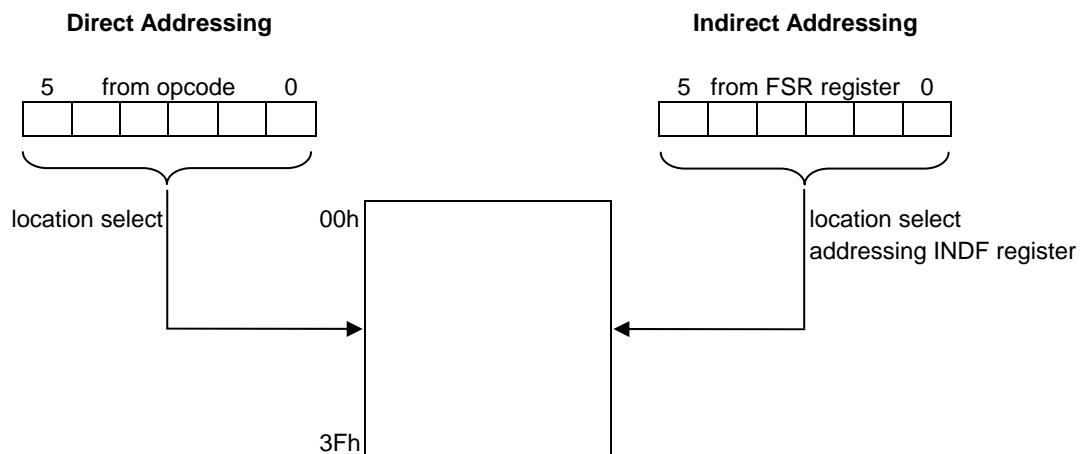 Direct Addressing
Indirect Addressing
5 from opcode 0
5 from FSR register 0
location select
00h
location select
addressing INDF register
3Fh